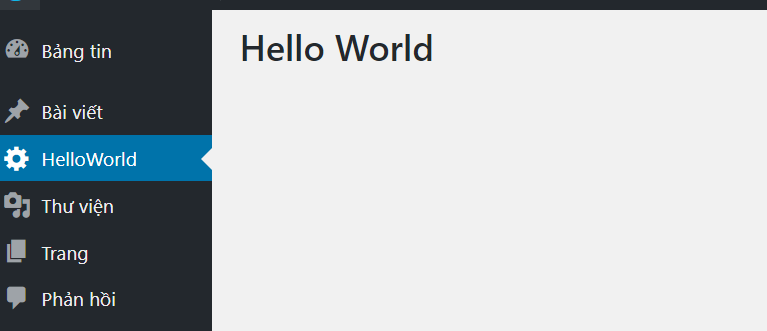 Bảng tin
Bài viết
HelloWorld
Thư viện
Trang
Phản hồi
Hello World